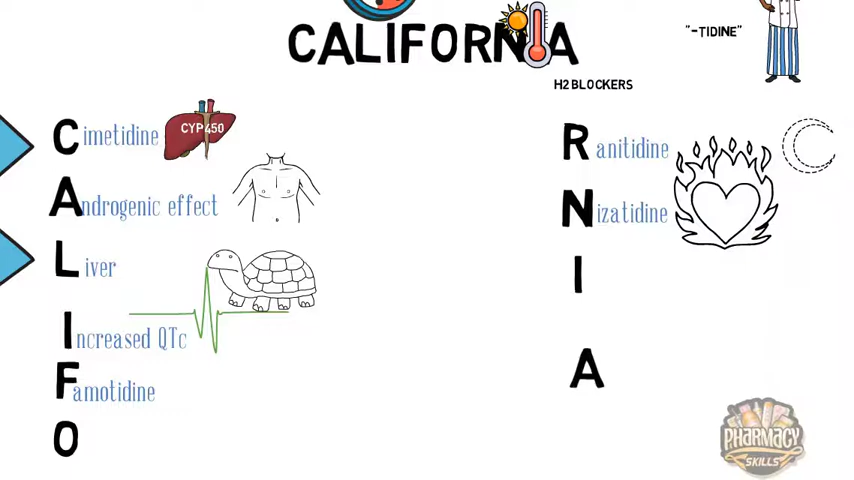 CALIFORNIA
"-TIDINE"
H2 BLOCKERS
Cimetidine
CYP450
Androgenic effect
Liver
Increased QTc
Famotidine
O
Ranitidine
Nizatidine
I
A
PHARMACY
SKILLS